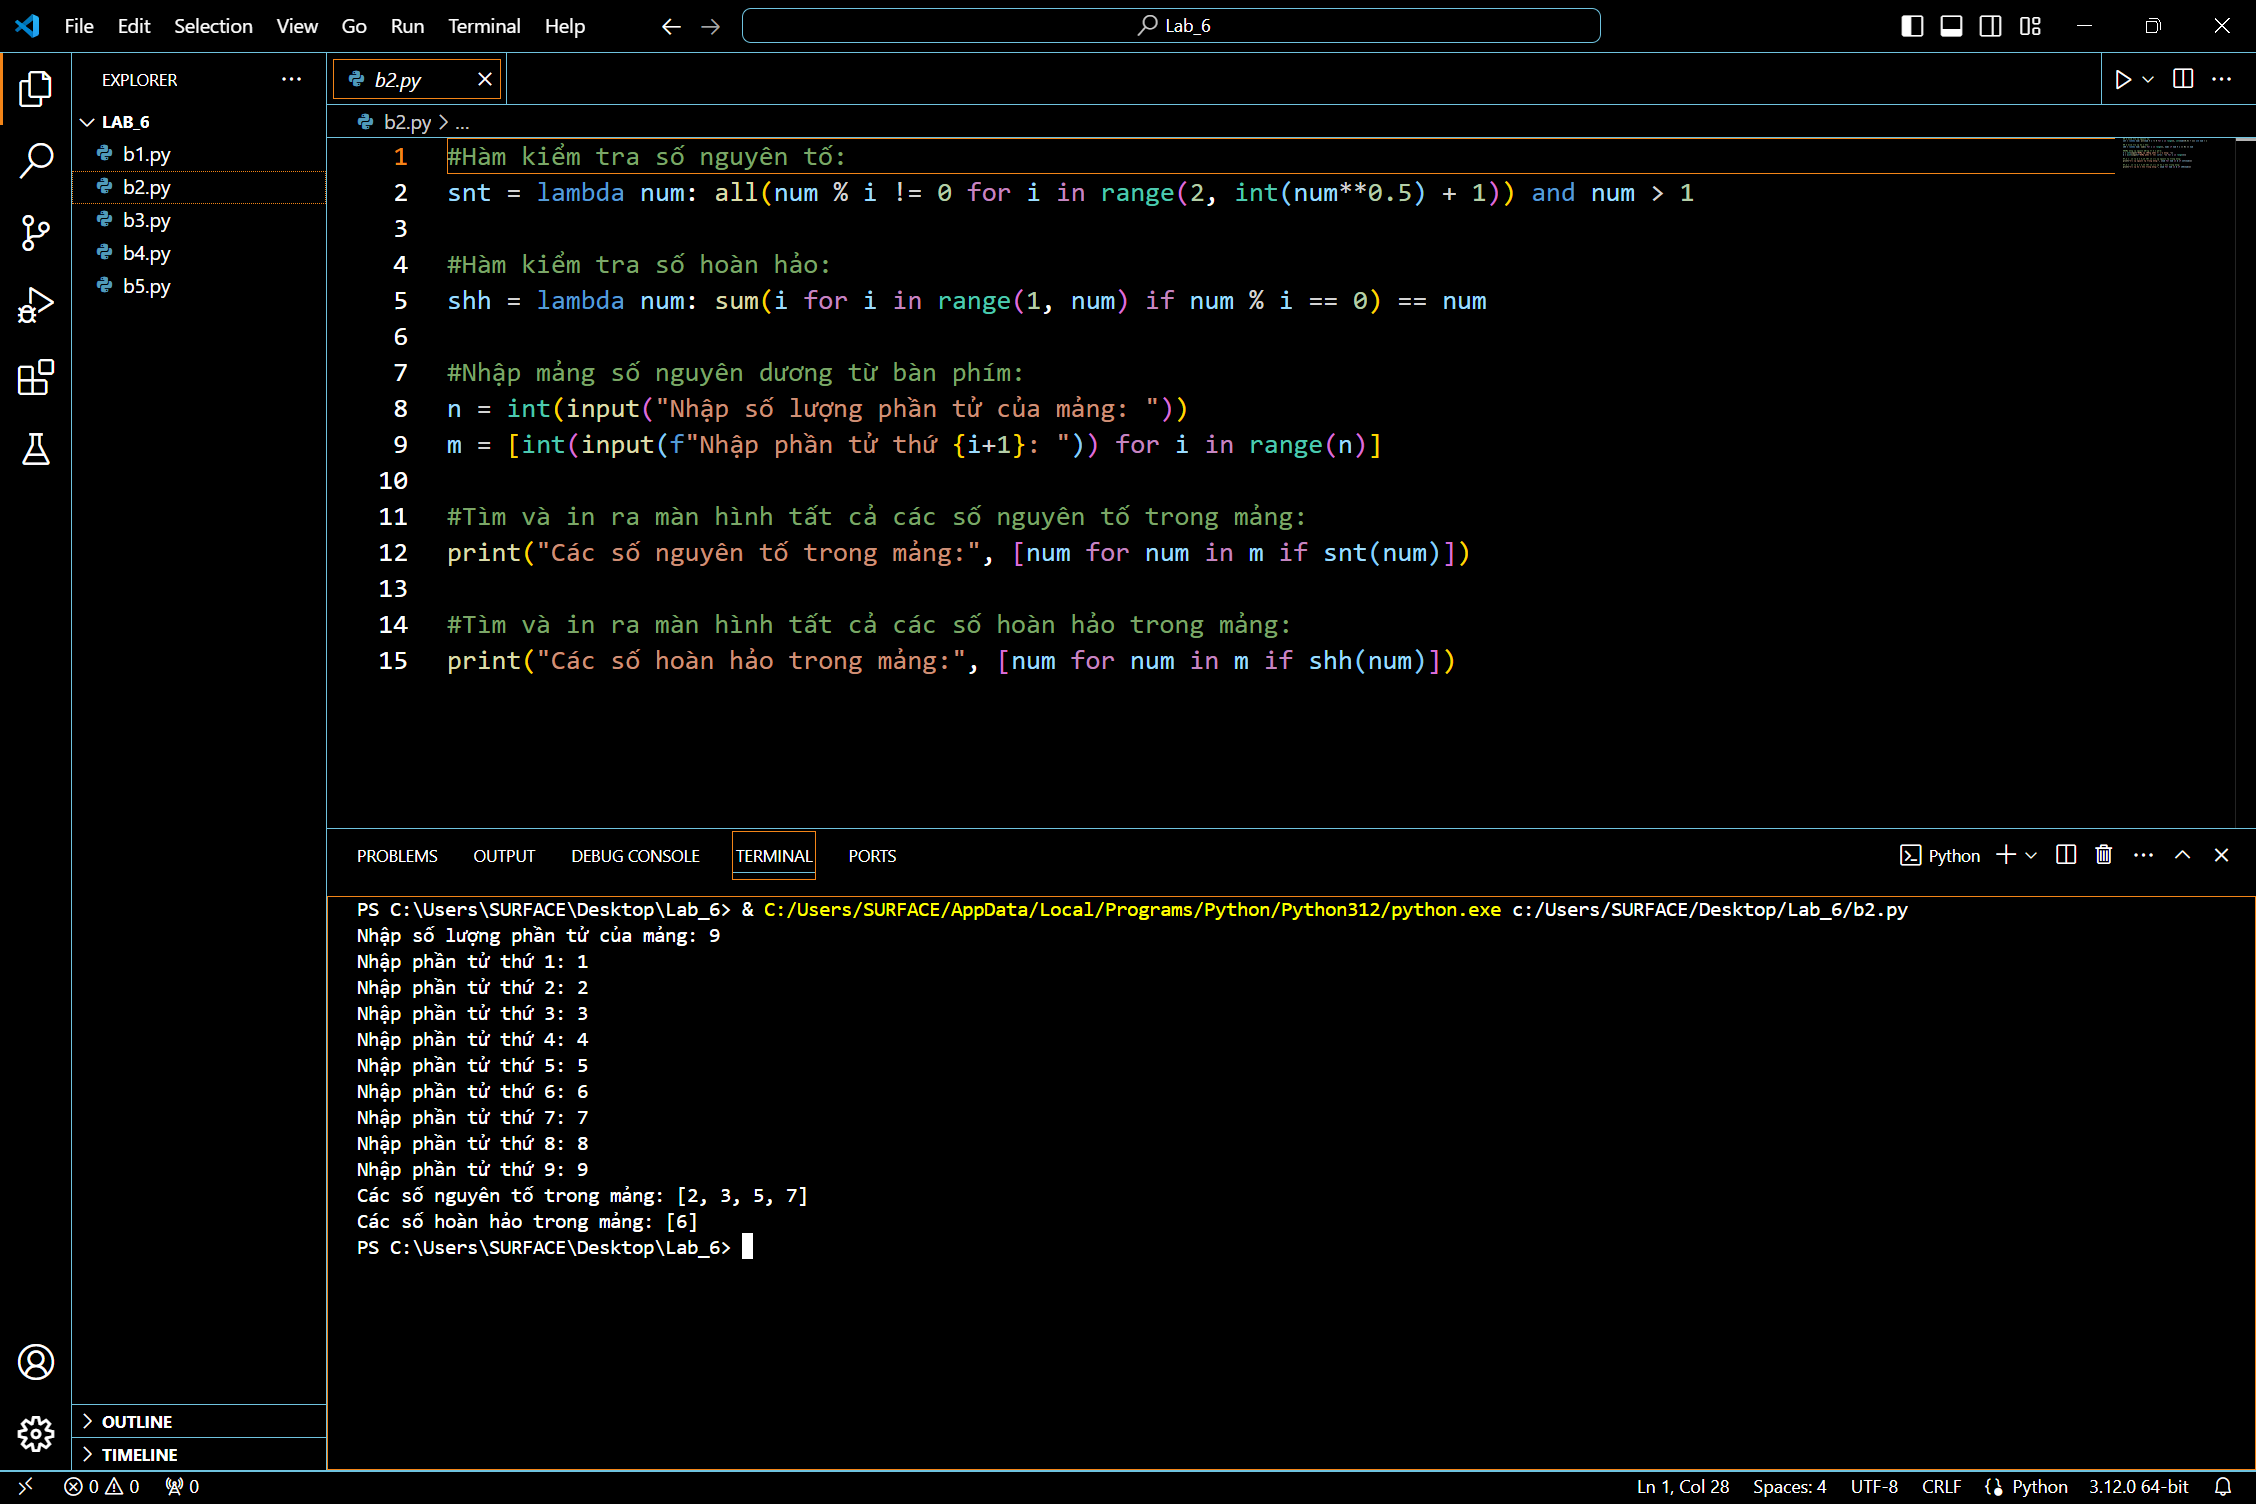 File Edit Selection View Go Run Terminal Help
Lab_6
EXPLORER
LAB_6
b1.py
b2.py
b3.py
b4.py
b5.py
OUTLINE
TIMELINE
b2.py
b2.py > ...
1 #Hàm kiểm tra số nguyên tố:
2 snt = lambda num: all(num % i != 0 for i in range(2, int(num**0.5) + 1)) and num > 1
3
4 #Hàm kiểm tra số hoàn hảo:
5 shh = lambda num: sum(i for i in range(1, num) if num % i == 0) == num
6
7 #Nhập mảng số nguyên dương từ bàn phím:
8 n = int(input("Nhập số lượng phần tử của mảng: "))
9 m = [int(input(f"Nhập phần tử thứ {i+1}: ")) for i in range(n)]
10
11 #Tìm và in ra màn hình tất cả các số nguyên tố trong mảng:
12 print("Các số nguyên tố trong mảng:", [num for num in m if snt(num)])
13
14 #Tìm và in ra màn hình tất cả các số hoàn hảo trong mảng:
15 print("Các số hoàn hảo trong mảng:", [num for num in m if shh(num)])
PROBLEMS OUTPUT DEBUG CONSOLE TERMINAL PORTS
Python
PS C:\Users\SURFACE\Desktop\Lab_6> & C:/Users/SURFACE/AppData/Local/Programs/Python/Python312/python.exe c:/Users/SURFACE/Desktop/Lab_6/b2.py
Nhập số lượng phần tử của mảng: 9
Nhập phần tử thứ 1: 1
Nhập phần tử thứ 2: 2
Nhập phần tử thứ 3: 3
Nhập phần tử thứ 4: 4
Nhập phần tử thứ 5: 5
Nhập phần tử thứ 6: 6
Nhập phần tử thứ 7: 7
Nhập phần tử thứ 8: 8
Nhập phần tử thứ 9: 9
Các số nguyên tố trong mảng: [2, 3, 5, 7]
Các số hoàn hảo trong mảng: [6]
PS C:\Users\SURFACE\Desktop\Lab_6>
0 0 0 Ln 1, Col 28 Spaces: 4 UTF-8 CRLF Python 3.12.0 64-bit